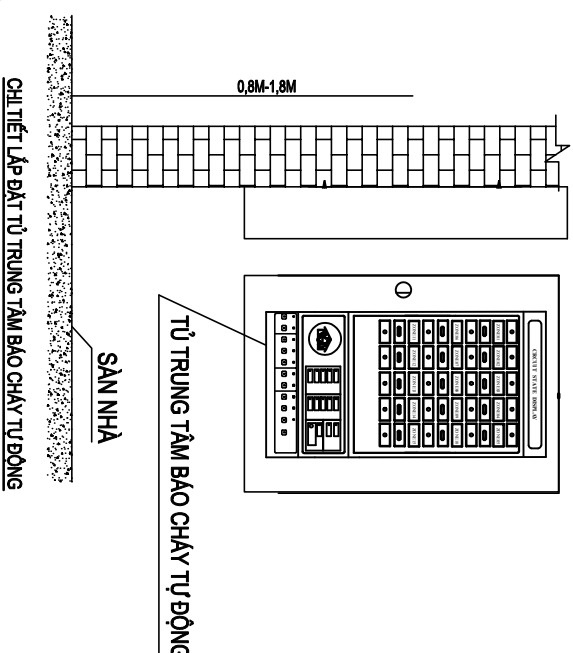 0,8M-1,8M
CIRCUIT STATE DISPLAY
TỦ TRUNG TÂM BÁO CHÁY TỰ ĐỘNG
SÀN NHÀ
CHI TIẾT LẮP ĐẶT TỦ TRUNG TÂM BÁO CHÁY TỰ ĐỘNG